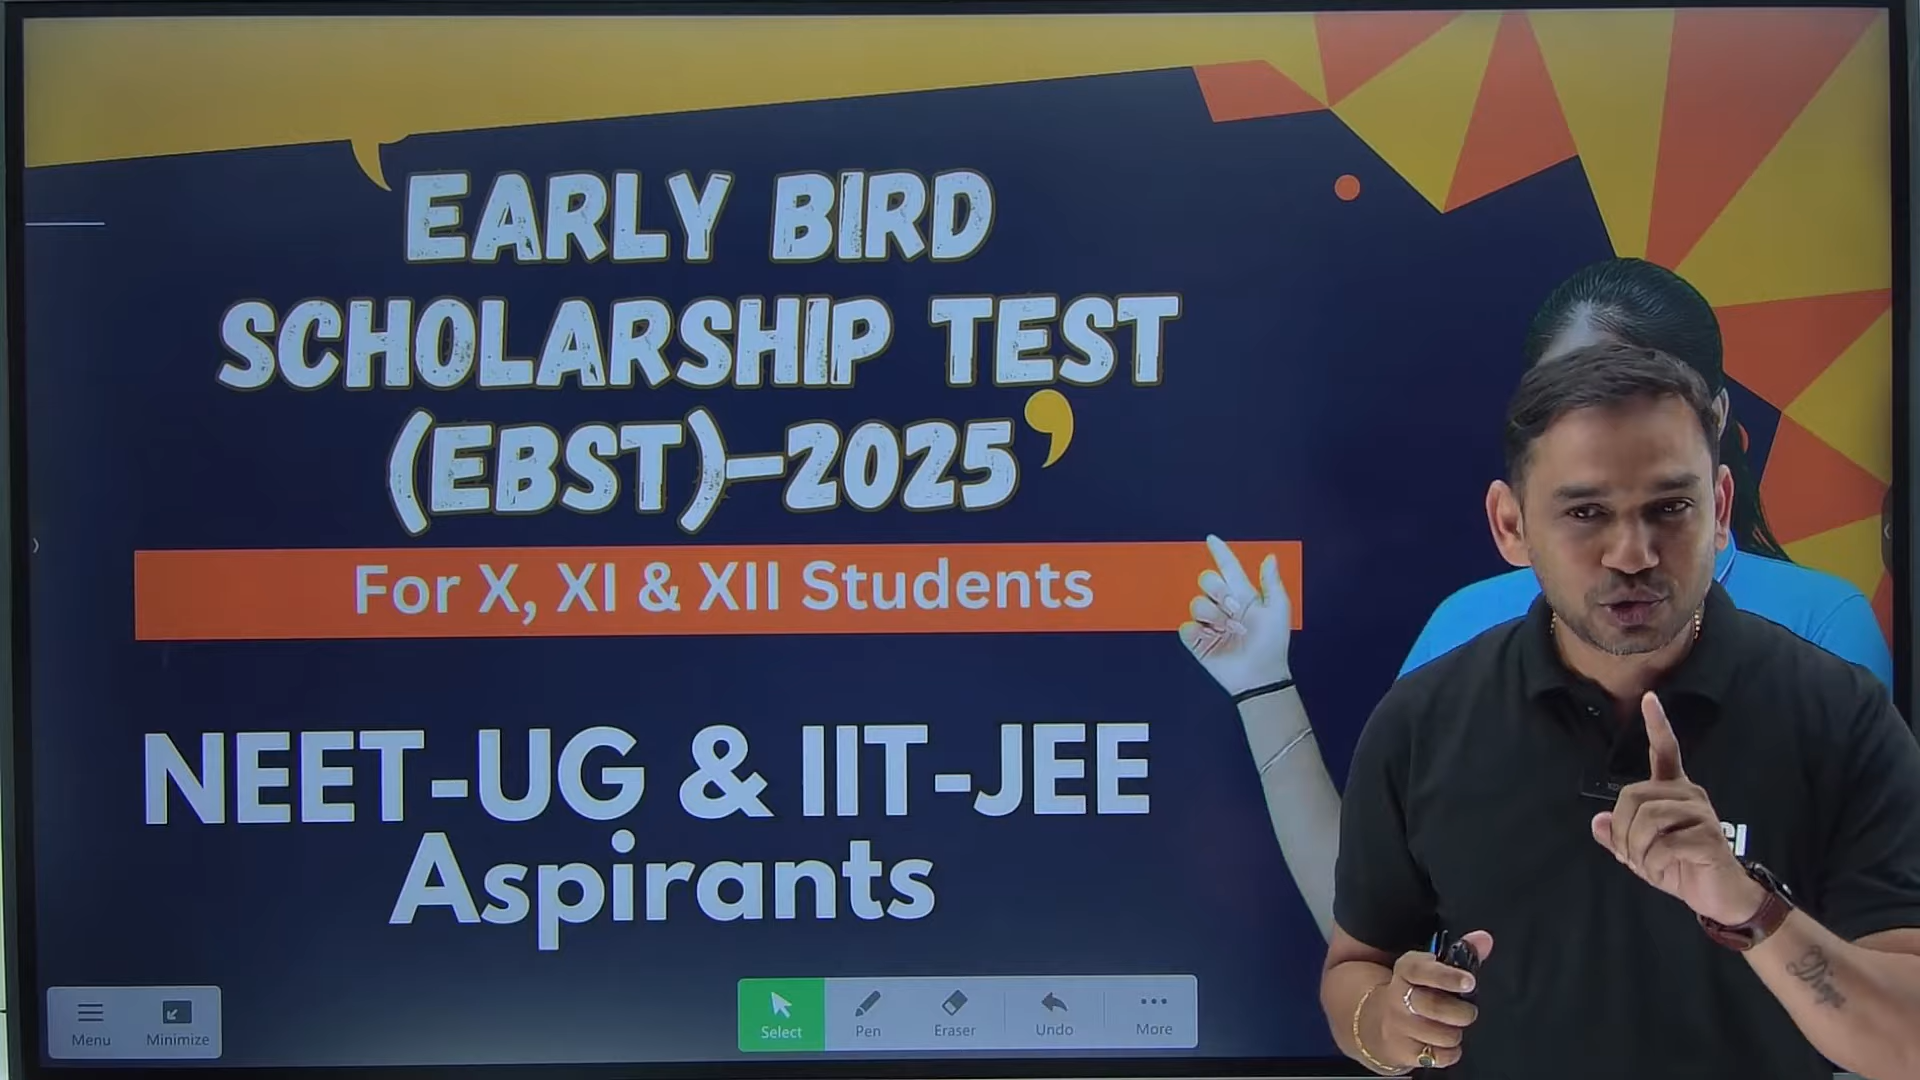 EARLY BIRD
SCHOLARSHIP TEST
(EBST)-2025
For X, XI & XII Students
NEET-UG & IIT-JEE
Aspirants
Menu
Minimize
Select
Pen
Eraser
Undo
More